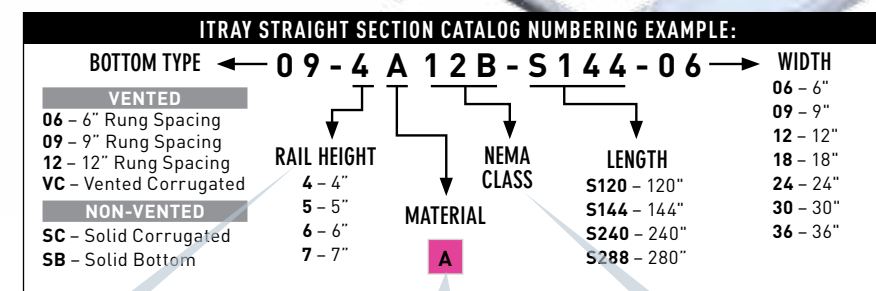 ITRAY STRAIGHT SECTION CATALOG NUMBERING EXAMPLE:
BOTTOM TYPE
09-4A12B-S144-06
WIDTH
VENTED
06 – 6" Rung Spacing
09 – 9" Rung Spacing
12 – 12" Rung Spacing
VC – Vented Corrugated
NON-VENTED
SC – Solid Corrugated
SB – Solid Bottom
RAIL HEIGHT
4 – 4"
5 – 5"
6 – 6"
7 – 7"
MATERIAL
A
NEMA
CLASS
LENGTH
S120 – 120"
S144 – 144"
S240 – 240"
S288 – 280"
06 – 6"
09 – 9"
12 – 12"
18 – 18"
24 – 24"
30 – 30"
36 – 36"